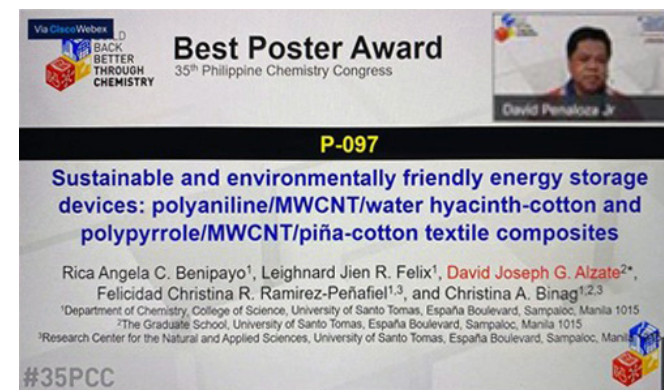 Via Cisco Webex
BACK
BETTER
THROUGH
CHEMISTRY
Best Poster Award
35th Philippine Chemistry Congress
David Penaloza Jr
P-097
Sustainable and environmentally friendly energy storage
devices: polyaniline/MWCNT/water hyacinth-cotton and
polypyrrole/MWCNT/piña-cotton textile composites
Rica Angela C. Benipayo¹, Leighnard Jien R. Felix¹, David Joseph G. Alzate²*,
Felicidad Christina R. Ramirez-Peñafiel¹,³, and Christina A. Binag¹,²,³
¹Department of Chemistry, College of Science, University of Santo Tomas, España Boulevard, Sampaloc, Manila 1015
²The Graduate School, University of Santo Tomas, España Boulevard, Sampaloc, Manila 1015
³Research Center for the Natural and Applied Sciences, University of Santo Tomas, España Boulevard, Sampaloc, Manila
#35PCC